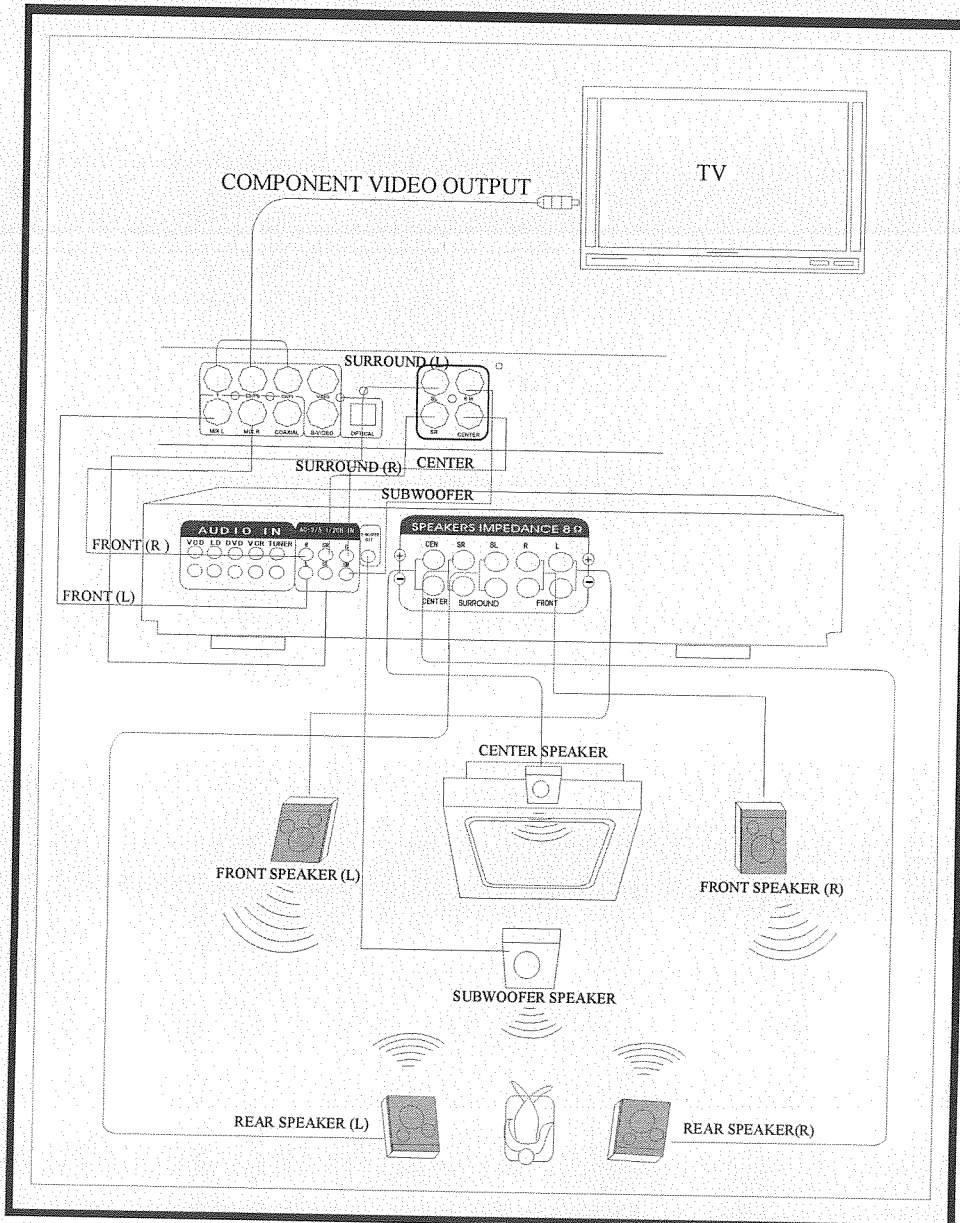 TV
COMPONENT VIDEO OUTPUT
SURROUND (L)
Y
VIDEO
SL
S.W
MIX L
MIX R
COAXIAL
S-VIDEO
OPTICAL
SR
CENTER
SURROUND (R)
CENTER
SUBWOOFER
AUDIO IN
SPEAKERS IMPEDANCE 8 Ω
VCD LD DVD VCR TUNER
R SR C
CEN SR SL R L
FRONT (R )
FRONT (L)
CENTER SURROUND FRONT
CENTER SPEAKER
FRONT SPEAKER (L)
FRONT SPEAKER (R)
SUBWOOFER SPEAKER
REAR SPEAKER (L)
REAR SPEAKER(R)